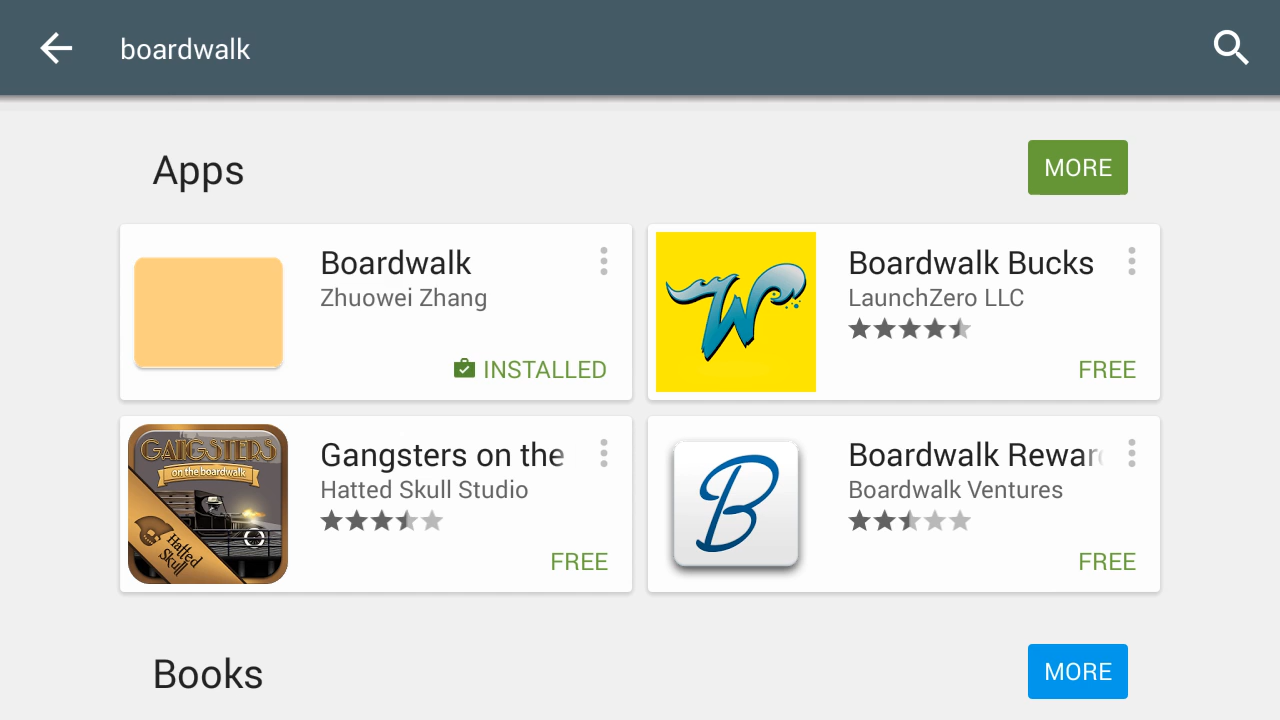 boardwalk
Apps
MORE
Boardwalk
Zhuowei Zhang
INSTALLED
W
Boardwalk Bucks
LaunchZero LLC
FREE
GANGSTERS
on the boardwalk
Hatted
Skull
Gangsters on the
Hatted Skull Studio
FREE
B
Boardwalk Rewar
Boardwalk Ventures
FREE
Books
MORE